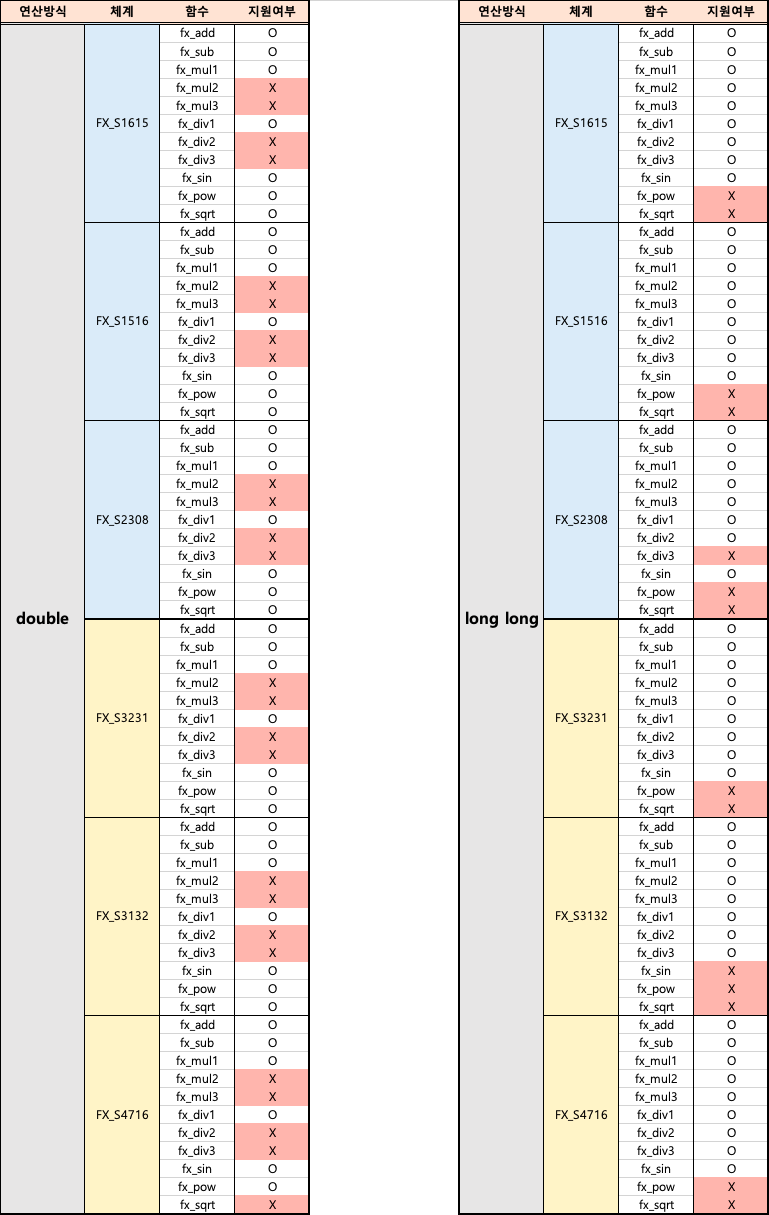 연산방식 체계 함수 지원여부 연산방식 체계 함수 지원여부
fx_add O fx_add O
fx_sub O fx_sub O
fx_mul1 O fx_mul1 O
fx_mul2 X fx_mul2 O
fx_mul3 X fx_mul3 O
FX_S1615 fx_div1 O FX_S1615 fx_div1 O
fx_div2 X fx_div2 O
fx_div3 X fx_div3 O
fx_sin O fx_sin O
fx_pow O fx_pow X
fx_sqrt O fx_sqrt X
fx_add O fx_add O
fx_sub O fx_sub O
fx_mul1 O fx_mul1 O
fx_mul2 X fx_mul2 O
fx_mul3 X fx_mul3 O
FX_S1516 fx_div1 O FX_S1516 fx_div1 O
fx_div2 X fx_div2 O
fx_div3 X fx_div3 O
fx_sin O fx_sin O
fx_pow O fx_pow X
fx_sqrt O fx_sqrt X
fx_add O fx_add O
fx_sub O fx_sub O
fx_mul1 O fx_mul1 O
fx_mul2 X fx_mul2 O
fx_mul3 X fx_mul3 O
FX_S2308 fx_div1 O FX_S2308 fx_div1 O
fx_div2 X fx_div2 O
fx_div3 X fx_div3 X
fx_sin O fx_sin O
fx_pow O fx_pow X
fx_sqrt O fx_sqrt X
double long long
fx_add O fx_add O
fx_sub O fx_sub O
fx_mul1 O fx_mul1 O
fx_mul2 X fx_mul2 O
fx_mul3 X fx_mul3 O
FX_S3231 fx_div1 O FX_S3231 fx_div1 O
fx_div2 X fx_div2 O
fx_div3 X fx_div3 O
fx_sin O fx_sin O
fx_pow O fx_pow X
fx_sqrt O fx_sqrt X
fx_add O fx_add O
fx_sub O fx_sub O
fx_mul1 O fx_mul1 O
fx_mul2 X fx_mul2 O
fx_mul3 X fx_mul3 O
FX_S3132 fx_div1 O FX_S3132 fx_div1 O
fx_div2 X fx_div2 O
fx_div3 X fx_div3 O
fx_sin O fx_sin X
fx_pow O fx_pow X
fx_sqrt O fx_sqrt X
fx_add O fx_add O
fx_sub O fx_sub O
fx_mul1 O fx_mul1 O
fx_mul2 X fx_mul2 O
fx_mul3 X fx_mul3 O
FX_S4716 fx_div1 O FX_S4716 fx_div1 O
fx_div2 X fx_div2 O
fx_div3 X fx_div3 O
fx_sin O fx_sin O
fx_pow O fx_pow X
fx_sqrt X fx_sqrt X